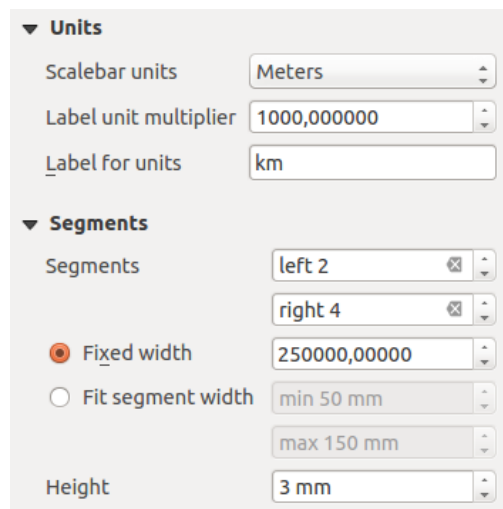 Units
Scalebar units Meters
Label unit multiplier 1000,000000
Label for units km
Segments
Segments left 2
right 4
Fixed width 250000,00000
Fit segment width min 50 mm
max 150 mm
Height 3 mm